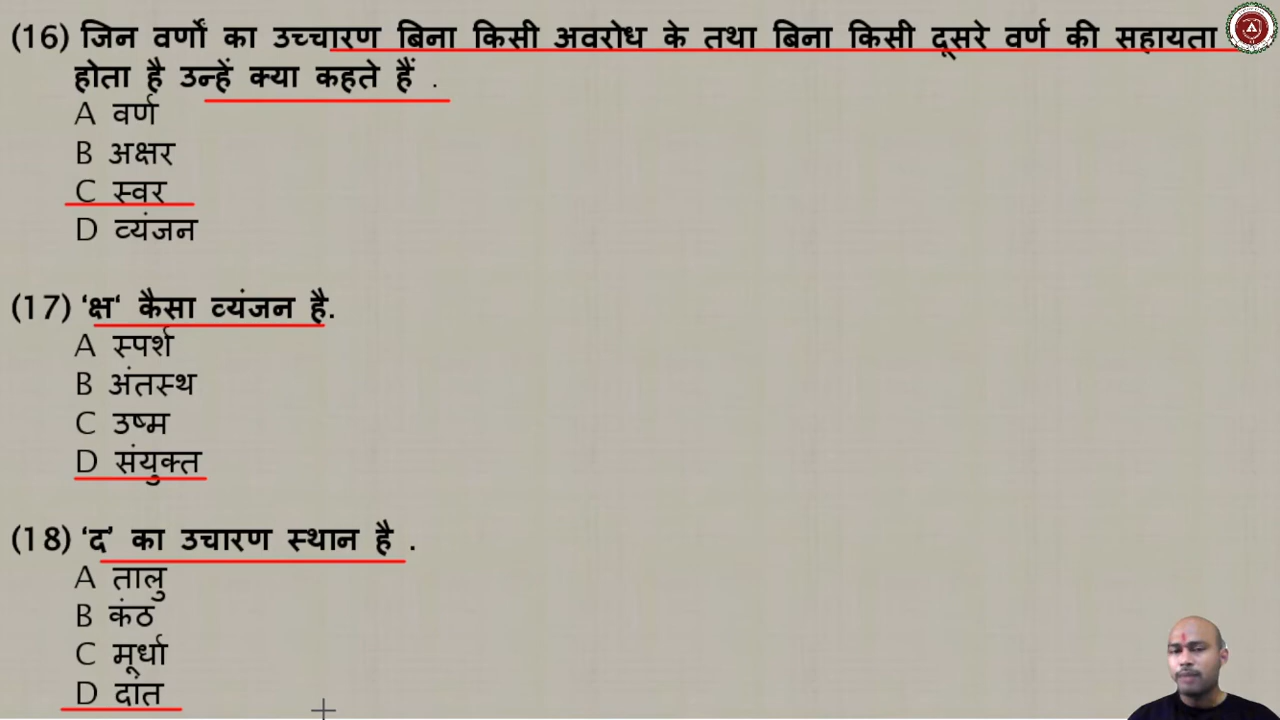 (16) जिन वर्णों का उच्चारण बिना किसी अवरोध के तथा बिना किसी दूसरे वर्ण की सहायता
होता है उन्हें क्या कहते हैं .
A वर्ण
B अक्षर
C स्वर
D व्यंजन
(17) ‘क्ष‘ कैसा व्यंजन है.
A स्पर्श
B अंतस्थ
C उष्म
D संयुक्त
(18) ‘द’ का उचारण स्थान है .
A तालु
B कंठ
C मूर्धा
D दांत